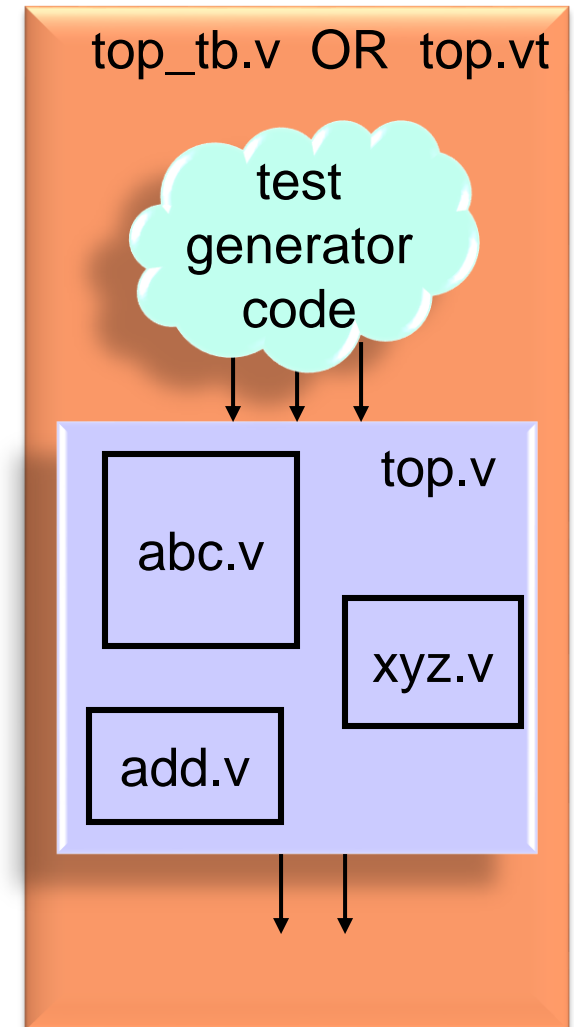 top_tb.v OR top.vt
test
generator
code
top.v
abc.v
xyz.v
add.v